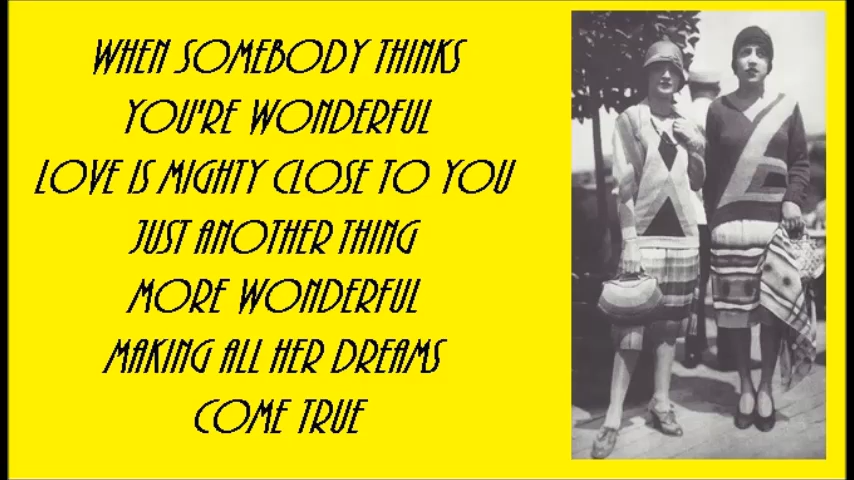 WHEN SOMEBODY THINKS
YOU'RE WONDERFUL
LOVE IS MIGHTY CLOSE TO YOU
JUST ANOTHER THING
MORE WONDERFUL
MAKING ALL HER DREAMS
COME TRUE